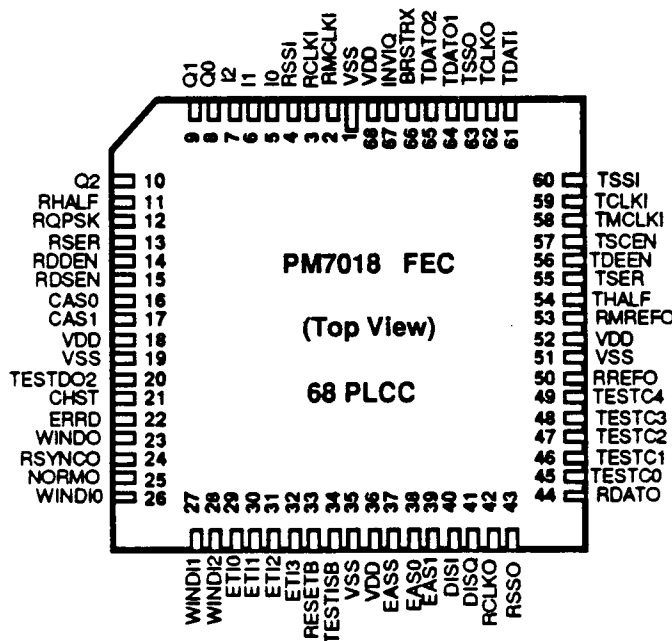 Q1 Q0 I2 I1 I0 RSSI RCLKI RMCLKI VSS VDD INVIQ BRSTRX TDATO2 TDATO1 TSSO TCLKO TDATI
9 8 7 6 5 4 3 2 1 68 67 66 65 64 63 62 61
Q2 10
RHALF 11
RQPSK 12
RSER 13
RDDEN 14
RDSEN 15
CAS0 16
CAS1 17
VDD 18
VSS 19
TESTDO2 20
CHST 21
ERRD 22
WINDO 23
RSYNCO 24
NORMO 25
WINDI0 26
PM7018 FEC
(Top View)
68 PLCC
60 TSSI
59 TCLKI
58 TMCLKI
57 TSCEN
56 TDEEN
55 TSER
54 THALF
53 RMREFO
52 VDD
51 VSS
50 RREFO
49 TESTC4
48 TESTC3
47 TESTC2
46 TESTC1
45 TESTC0
44 RDATO
27 28 29 30 31 32 33 34 35 36 37 38 39 40 41 42 43
WINDI1 WINDI2 ETI0 ETI1 ETI2 ETI3 RESETB TESTISB VSS VDD EASS EAS0 EAS1 DISI DISQ RCLKO RSSO